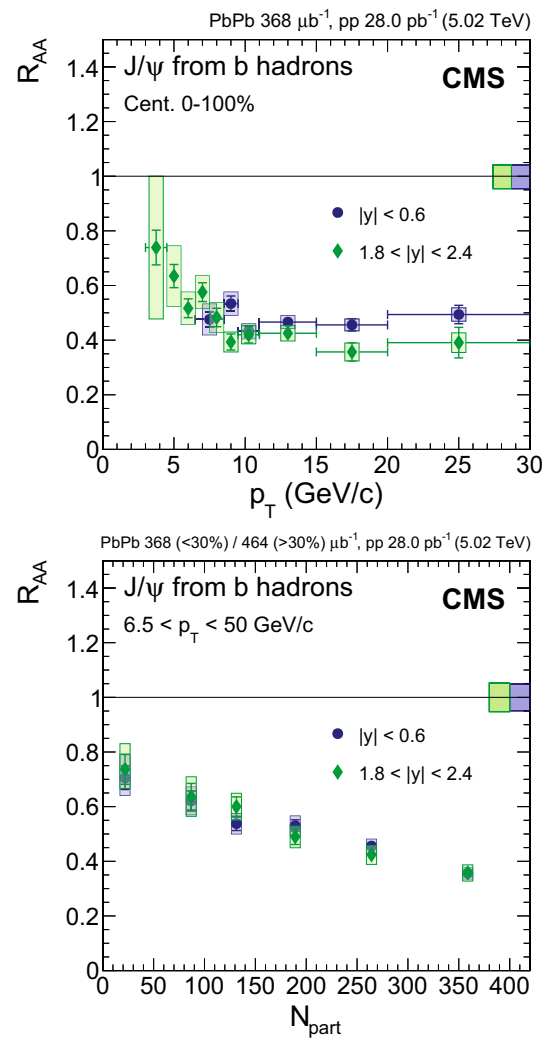 PbPb 368 μb⁻¹, pp 28.0 pb⁻¹ (5.02 TeV)
R_AA
1.4
J/ψ from b hadrons
CMS
Cent. 0-100%
1.2
1
|y| < 0.6
0.8
1.8 < |y| < 2.4
0.6
0.4
0.2
0
0 5 10 15 20 25 30
p_T (GeV/c)
PbPb 368 (<30%) / 464 (>30%) μb⁻¹, pp 28.0 pb⁻¹ (5.02 TeV)
R_AA
1.4
J/ψ from b hadrons
CMS
6.5 < p_T < 50 GeV/c
1.2
1
|y| < 0.6
0.8
1.8 < |y| < 2.4
0.6
0.4
0.2
0
0 50 100 150 200 250 300 350 400
N_part